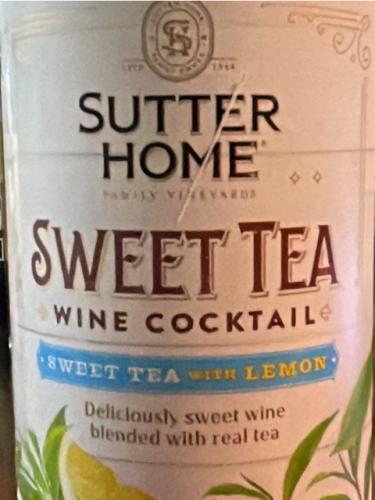 SUTTER
HOME®
FAMILY VINEYARDS
SWEET TEA
WINE COCKTAIL
SWEET TEA WITH LEMON
Deliciously sweet wine
blended with real tea